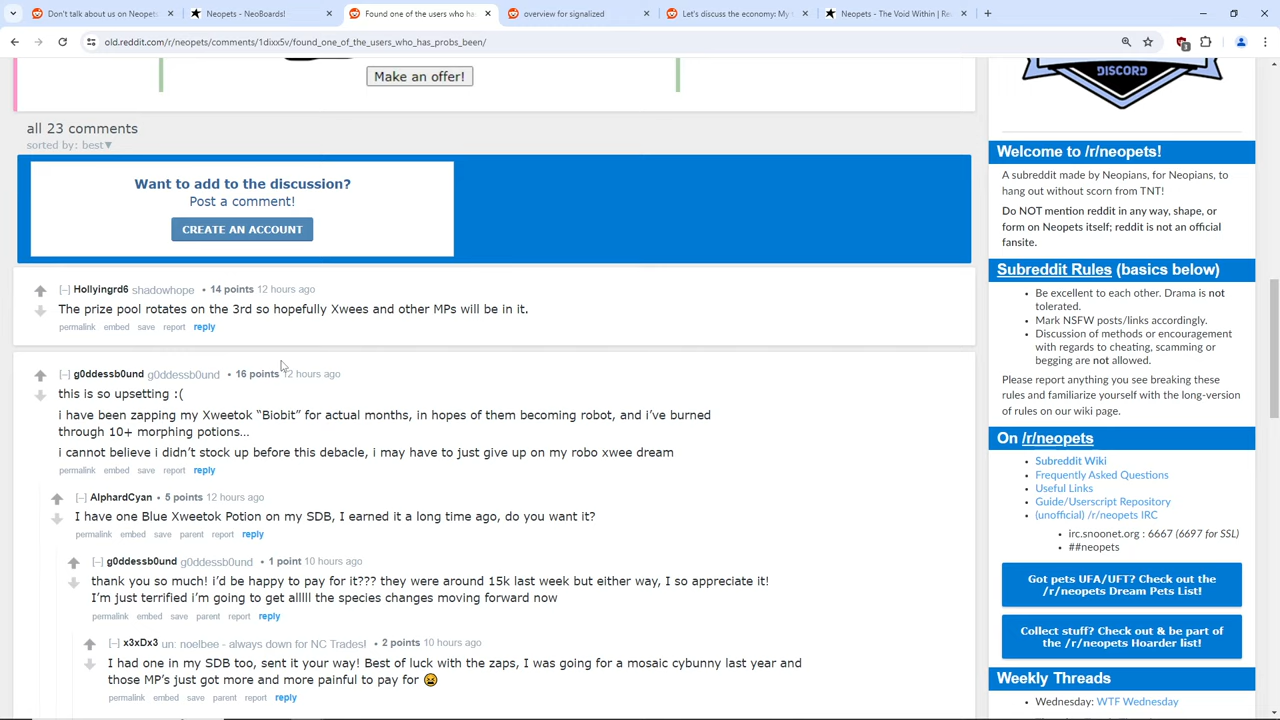 Don't talk about us on Neopets
Neopets - NeoBoards!
Found one of the users who ha
overview for signalized
Let's discuss the economy: My t
Neopets - The Void Within | Re
old.reddit.com/r/neopets/comments/1dixx5v/found_one_of_the_users_who_has_probs_been/
3
Make an offer!
DISCORD
all 23 comments
sorted by: best▼
Want to add to the discussion?
Post a comment!
CREATE AN ACCOUNT
[–] Hollyingrd6 shadowhope • 14 points 12 hours ago
The prize pool rotates on the 3rd so hopefully Xwees and other MPs will be in it.
permalink embed save report reply
[–] g0ddessb0und g0ddessb0und • 16 points 12 hours ago
this is so upsetting :(
i have been zapping my Xweetok “Biobit” for actual months, in hopes of them becoming robot, and i’ve burned
through 10+ morphing potions…
i cannot believe i didn’t stock up before this debacle, i may have to just give up on my robo xwee dream
permalink embed save report reply
[–] AlphardCyan • 5 points 12 hours ago
I have one Blue Xweetok Potion on my SDB, I earned it a long time ago, do you want it?
permalink embed save parent report reply
[–] g0ddessb0und g0ddessb0und • 1 point 10 hours ago
thank you so much! i’d be happy to pay for it??? they were around 15k last week but either way, I so appreciate it!
I’m just terrified i’m going to get alllll the species changes moving forward now
permalink embed save parent report reply
[–] x3xDx3 un: noelbee - always down for NC Trades! • 2 points 10 hours ago
I had one in my SDB too, sent it your way! Best of luck with the zaps, I was going for a mosaic cybunny last year and
those MP’s just got more and more painful to pay for 😫
permalink embed save parent report reply
Welcome to /r/neopets!
A subreddit made by Neopians, for Neopians, to
hang out without scorn from TNT!
Do NOT mention reddit in any way, shape, or
form on Neopets itself; reddit is not an official
fansite.
Subreddit Rules (basics below)
• Be excellent to each other. Drama is not
tolerated.
• Mark NSFW posts/links accordingly.
• Discussion of methods or encouragement
with regards to cheating, scamming or
begging are not allowed.
Please report anything you see breaking these
rules and familiarize yourself with the long-version
of rules on our wiki page.
On /r/neopets
• Subreddit Wiki
• Frequently Asked Questions
• Useful Links
• Guide/Userscript Repository
• (unofficial) /r/neopets IRC
• irc.snoonet.org : 6667 (6697 for SSL)
• ##neopets
Got pets UFA/UFT? Check out the
/r/neopets Dream Pets List!
Collect stuff? Check out & be part of
the /r/neopets Hoarder list!
Weekly Threads
• Wednesday: WTF Wednesday